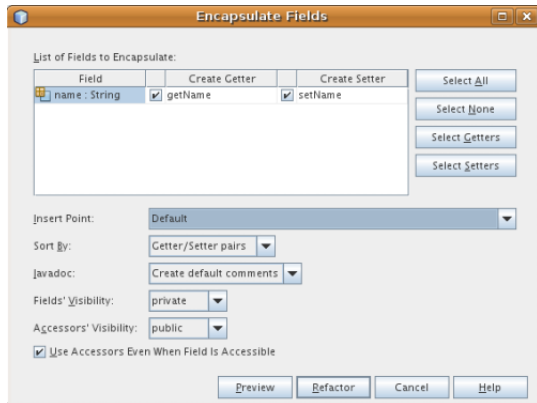 Encapsulate Fields
List of Fields to Encapsulate:
Field Create Getter Create Setter
name : String getName setName
Select All
Select None
Select Getters
Select Setters
Insert Point: Default
Sort By: Getter/Setter pairs
Javadoc: Create default comments
Fields' Visibility: private
Accessors' Visibility: public
Use Accessors Even When Field Is Accessible
Preview Refactor Cancel Help